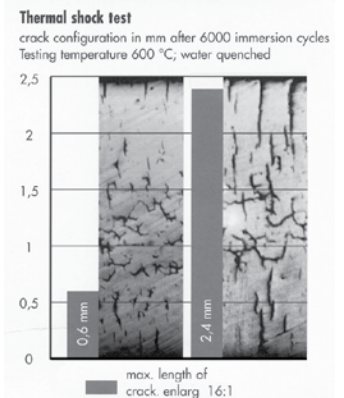 Thermal shock test
crack configuration in mm after 6000 immersion cycles
Testing temperature 600 °C; water quenched
2,5
2
1,5
1
0,5
0
0,6 mm
2,4 mm
max. length of
crack enlarg 16:1